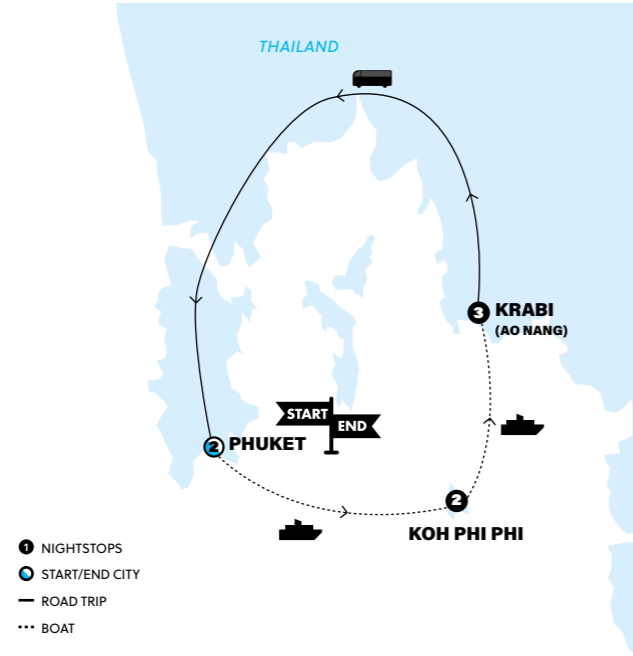 THAILAND
3
KRABI
(AO NANG)
START
END
2
PHUKET
2
KOH PHI PHI
1 NIGHTSTOPS
START/END CITY
ROAD TRIP
BOAT